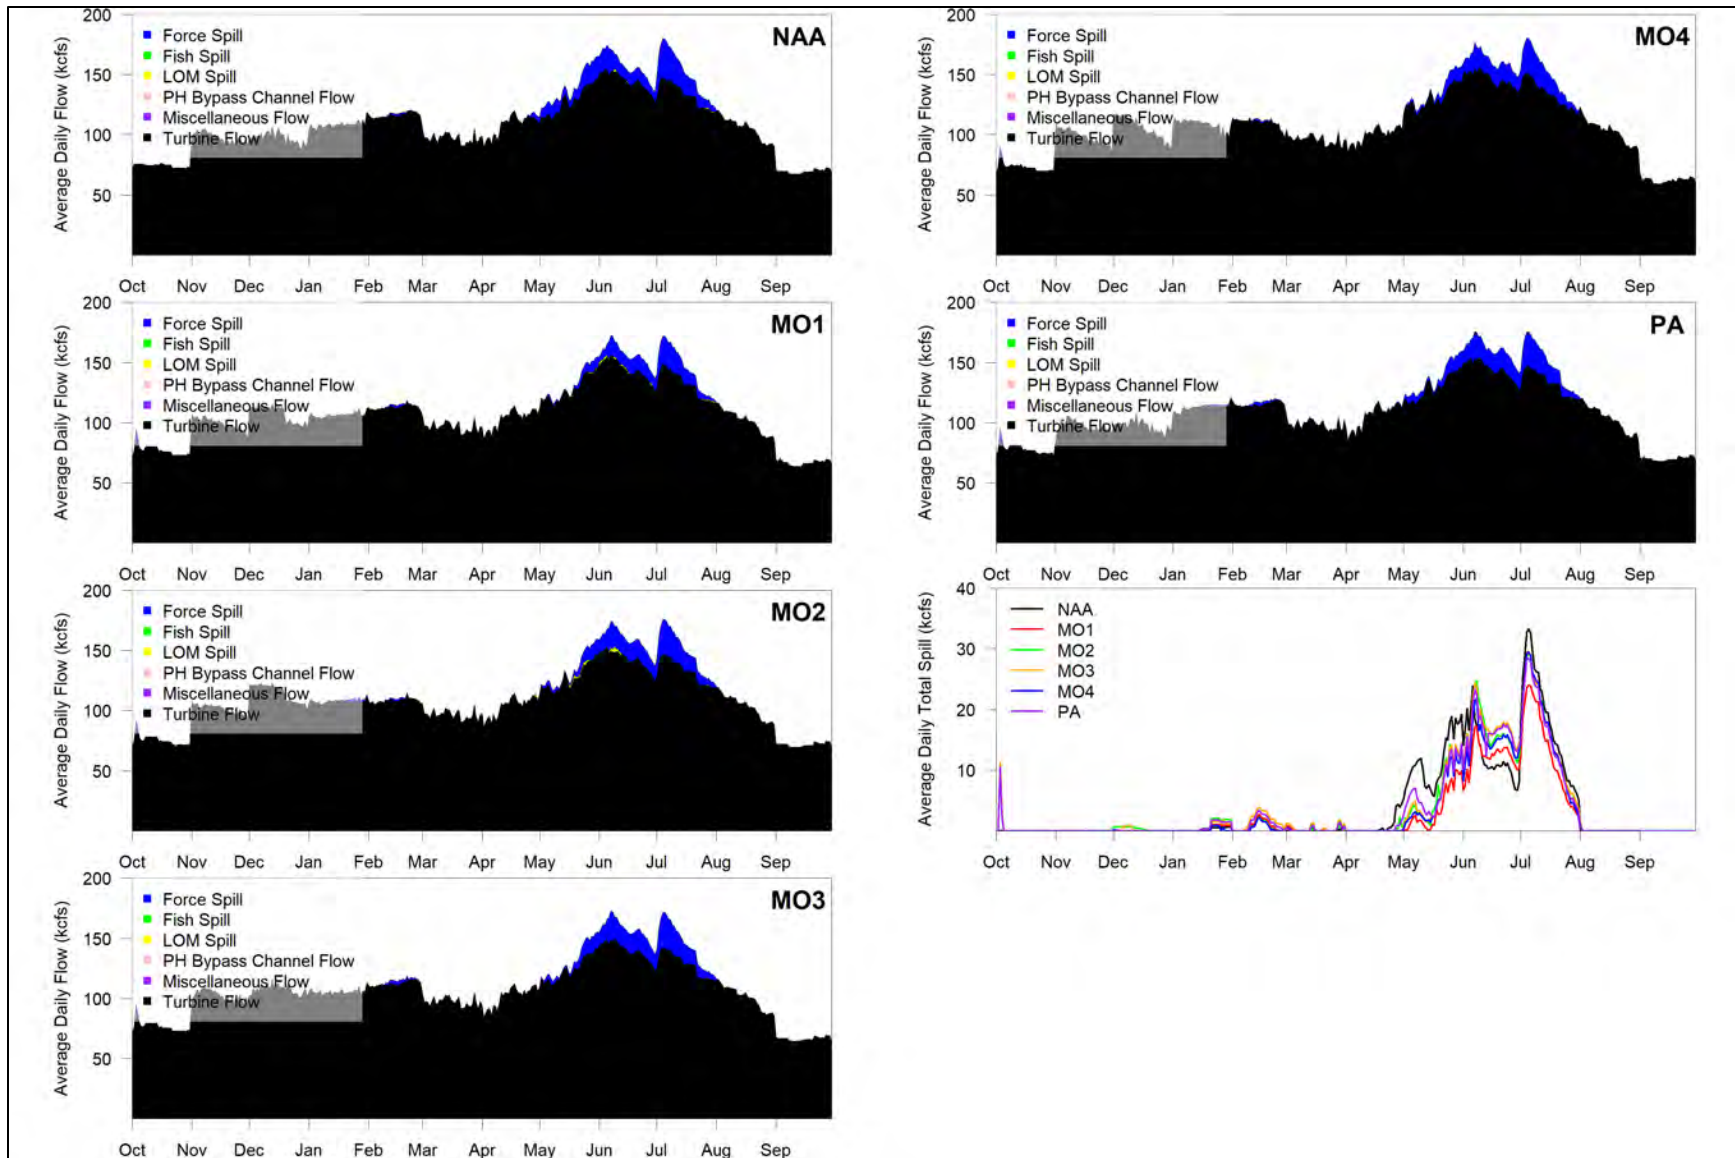 200
150
100
50
Average Daily Flow (kcfs)
Force Spill
Fish Spill
LOM Spill
PH Bypass Channel Flow
Miscellaneous Flow
Turbine Flow
NAA
Oct Nov Dec Jan Feb Mar Apr May Jun Jul Aug Sep
200
150
100
50
Average Daily Flow (kcfs)
Force Spill
Fish Spill
LOM Spill
PH Bypass Channel Flow
Miscellaneous Flow
Turbine Flow
MO1
Oct Nov Dec Jan Feb Mar Apr May Jun Jul Aug Sep
200
150
100
50
Average Daily Flow (kcfs)
Force Spill
Fish Spill
LOM Spill
PH Bypass Channel Flow
Miscellaneous Flow
Turbine Flow
MO2
Oct Nov Dec Jan Feb Mar Apr May Jun Jul Aug Sep
200
150
100
50
Average Daily Flow (kcfs)
Force Spill
Fish Spill
LOM Spill
PH Bypass Channel Flow
Miscellaneous Flow
Turbine Flow
MO3
Oct Nov Dec Jan Feb Mar Apr May Jun Jul Aug Sep
200
150
100
50
Average Daily Flow (kcfs)
Force Spill
Fish Spill
LOM Spill
PH Bypass Channel Flow
Miscellaneous Flow
Turbine Flow
MO4
Oct Nov Dec Jan Feb Mar Apr May Jun Jul Aug Sep
200
150
100
50
Average Daily Flow (kcfs)
Force Spill
Fish Spill
LOM Spill
PH Bypass Channel Flow
Miscellaneous Flow
Turbine Flow
PA
Oct Nov Dec Jan Feb Mar Apr May Jun Jul Aug Sep
40
30
20
10
Average Daily Total Spill (kcfs)
NAA
MO1
MO2
MO3
MO4
PA
Oct Nov Dec Jan Feb Mar Apr May Jun Jul Aug Sep